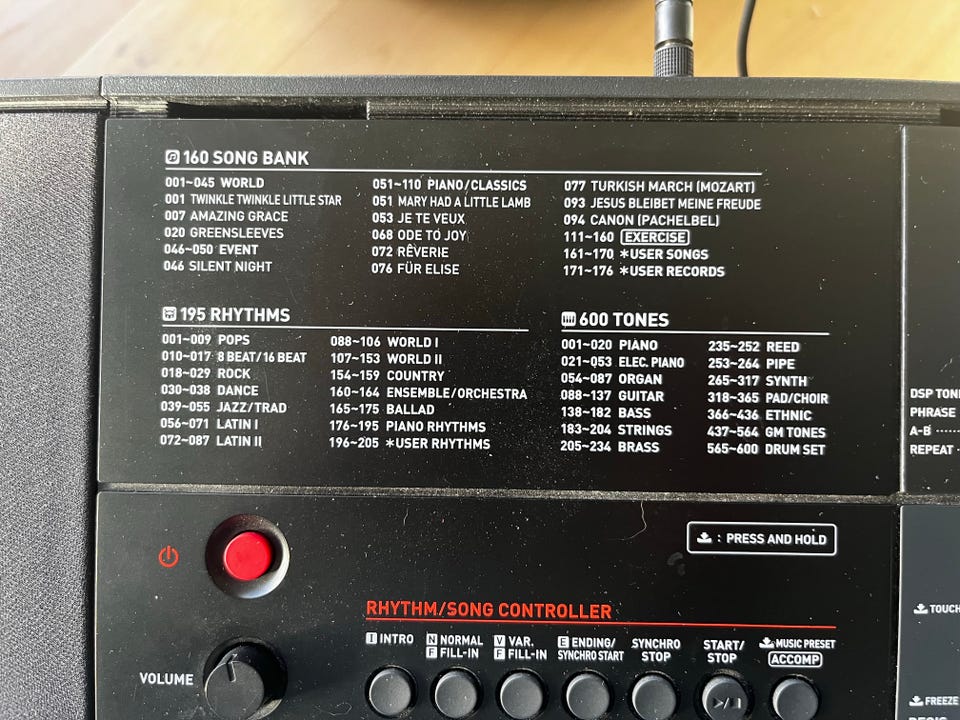 160 SONG BANK
001~045 WORLD
001 TWINKLE TWINKLE LITTLE STAR
007 AMAZING GRACE
020 GREENSLEEVES
046~050 EVENT
046 SILENT NIGHT
051~110 PIANO/CLASSICS
051 MARY HAD A LITTLE LAMB
053 JE TE VEUX
068 ODE TO JOY
072 RÊVERIE
076 FÜR ELISE
077 TURKISH MARCH (MOZART)
093 JESUS BLEIBET MEINE FREUDE
094 CANON (PACHELBEL)
111~160 EXERCISE
161~170 *USER SONGS
171~176 *USER RECORDS
195 RHYTHMS
001~009 POPS
010~017 8 BEAT/16 BEAT
018~029 ROCK
030~038 DANCE
039~055 JAZZ/TRAD
056~071 LATIN I
072~087 LATIN II
088~106 WORLD I
107~153 WORLD II
154~159 COUNTRY
160~164 ENSEMBLE/ORCHESTRA
165~175 BALLAD
176~195 PIANO RHYTHMS
196~205 *USER RHYTHMS
600 TONES
001~020 PIANO
021~053 ELEC. PIANO
054~087 ORGAN
088~137 GUITAR
138~182 BASS
183~204 STRINGS
205~234 BRASS
235~252 REED
253~264 PIPE
265~317 SYNTH
318~365 PAD/CHOIR
366~436 ETHNIC
437~564 GM TONES
565~600 DRUM SET
DSP TON
PHRASE
A-B
REPEAT
: PRESS AND HOLD
RHYTHM/SONG CONTROLLER
I INTRO
N NORMAL
F FILL-IN
V VAR.
F FILL-IN
E ENDING/
SYNCHRO START
SYNCHRO
STOP
START/
STOP
MUSIC PRESET
ACCOMP
VOLUME
TOUCH
FREEZE